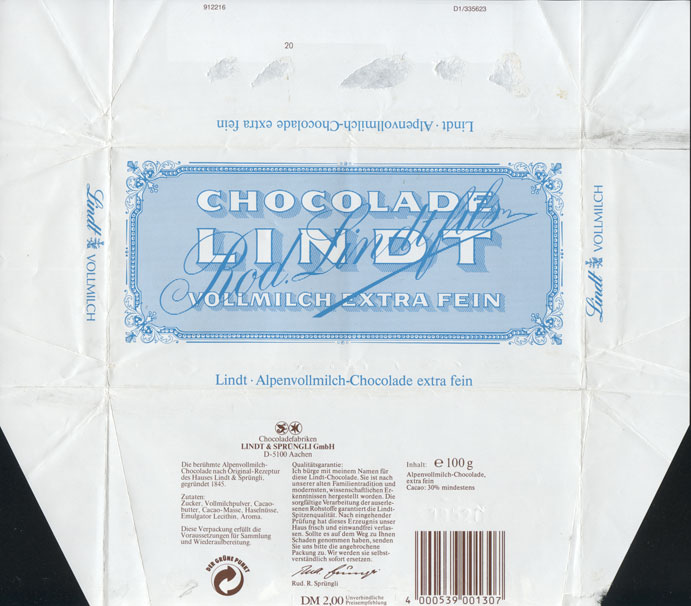 912216
D1/335623
20
Lindt · Alpenvollmilch-Chocolade extra fein
Lindt VOLLMILCH
CHOCOLADE
LINDT
Rod. Lindt fils
VOLLMILCH EXTRA FEIN
Lindt VOLLMILCH
Lindt · Alpenvollmilch-Chocolade extra fein
Chocoladefabriken
LINDT & SPRÜNGLI GmbH
D-5100 Aachen
Die berühmte Alpenvollmilch-
Chocolade nach Original-Rezeptur
des Hauses Lindt & Sprüngli,
gegründet 1845.
Zutaten:
Zucker, Vollmilchpulver, Cacao-
butter, Cacao-Masse, Haselnüsse,
Emulgator Lecithin, Aroma.
Diese Verpackung erfüllt die
Voraussetzungen für Sammlung
und Wiederaufbereitung.
DER GRÜNE PUNKT
Qualitätsgarantie:
Ich bürge mit meinem Namen für
diese Lindt-Chocolade. Sie ist nach
unserer alten Familientradition und
modernsten, wissenschaftlichen Er-
kenntnissen hergestellt worden. Die
sorgfältige Verarbeitung der auserle-
senen Rohstoffe garantiert die Lindt-
Spitzenqualität. Nach eingehender
Prüfung hat dieses Erzeugnis unser
Haus frisch und einwandfrei verlas-
sen. Sollte es auf dem Weg zu Ihnen
Schaden genommen haben, senden
Sie uns bitte die angebrochene
Packung zu. Wir werden sie selbst-
verständlich sofort ersetzen.
Rud. R. Sprüngli
DM 2,00 Unverbindliche
Preisempfehlung
Inhalt: e 100 g
Alpenvollmilch-Chocolade,
extra fein
Cacao: 30% mindestens
4 000539 001307